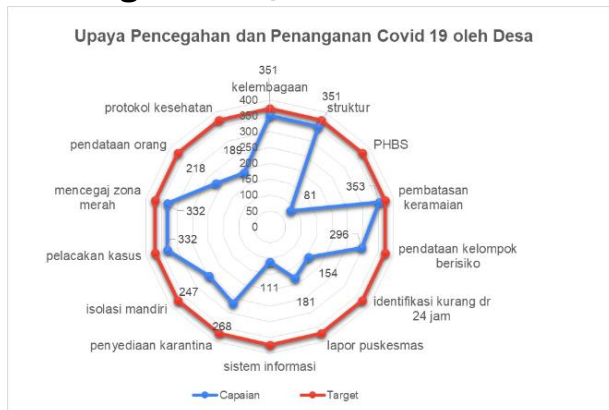 Upaya Pencegahan dan Penanganan Covid 19 oleh Desa
351
kelembagaan
351
struktur
protokol kesehatan
PHBS
pendataan orang
pembatasan
keramaian
mencegaj zona
merah
pendataan kelompok
berisiko
pelacakan kasus
identifikasi kurang dr
24 jam
isolasi mandiri
lapor puskesmas
penyediaan karantina
sistem informasi
400
350
300
250
200
150
100
50
0
189
218
332
332
247
268
111
181
154
296
353
81
Capaian
Target